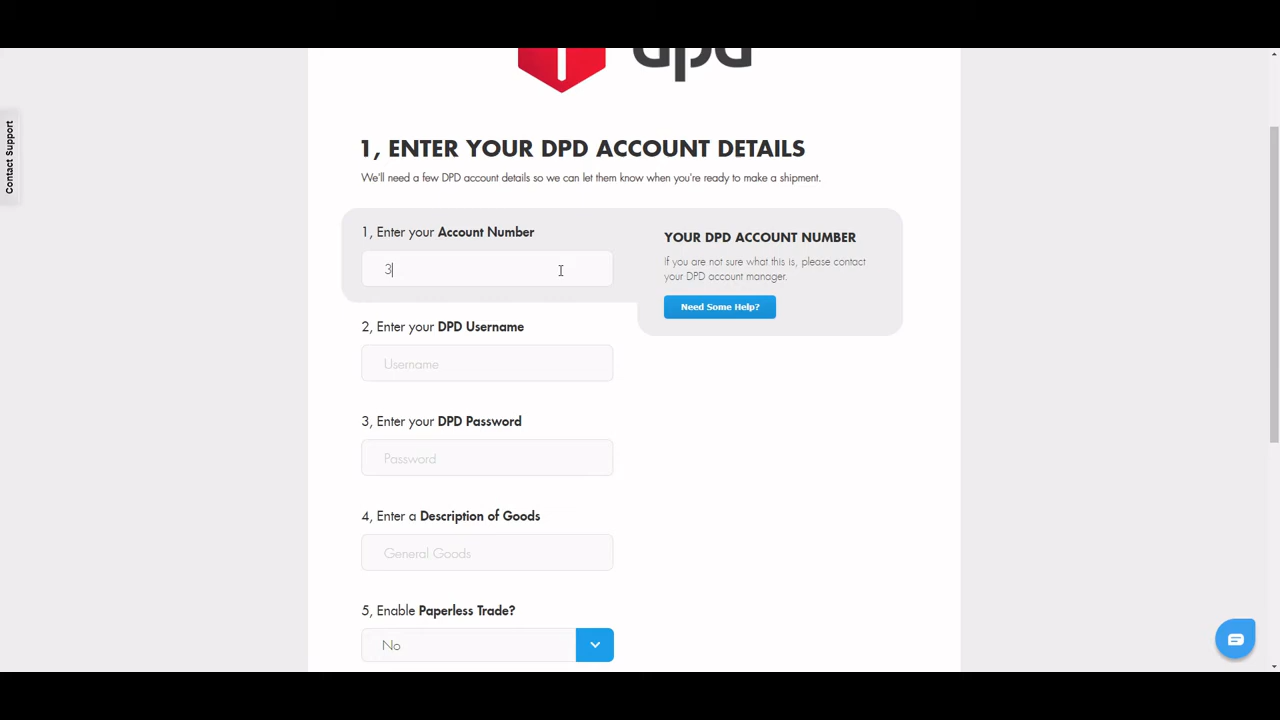 dpd
1, ENTER YOUR DPD ACCOUNT DETAILS
We'll need a few DPD account details so we can let them know when you're ready to make a shipment.
Contact Support
1, Enter your Account Number
3
YOUR DPD ACCOUNT NUMBER
If you are not sure what this is, please contact
your DPD account manager.
Need Some Help?
2, Enter your DPD Username
Username
3, Enter your DPD Password
Password
4, Enter a Description of Goods
General Goods
5, Enable Paperless Trade?
No